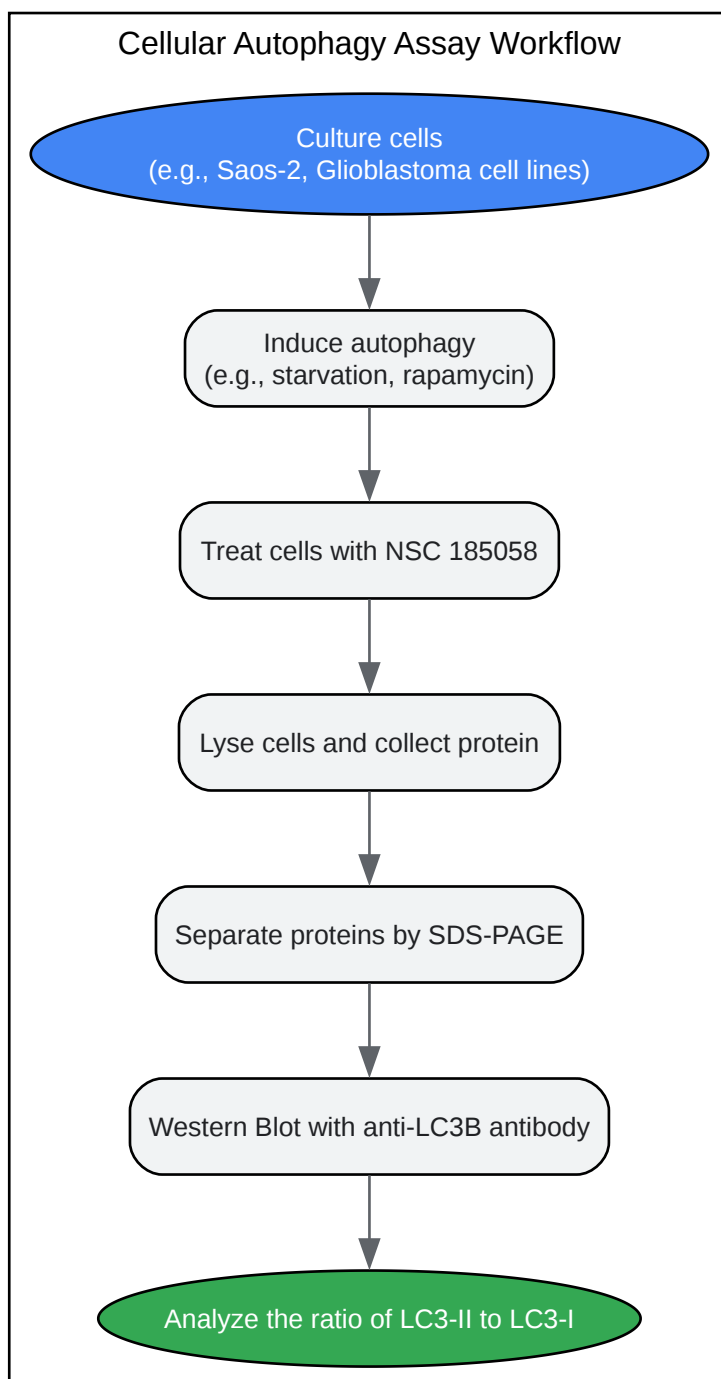 Cellular Autophagy Assay Workflow
Culture cells
(e.g., Saos-2, Glioblastoma cell lines)
Induce autophagy
(e.g., starvation, rapamycin)
Treat cells with NSC 185058
Lyse cells and collect protein
Separate proteins by SDS-PAGE
Western Blot with anti-LC3B antibody
Analyze the ratio of LC3-II to LC3-I